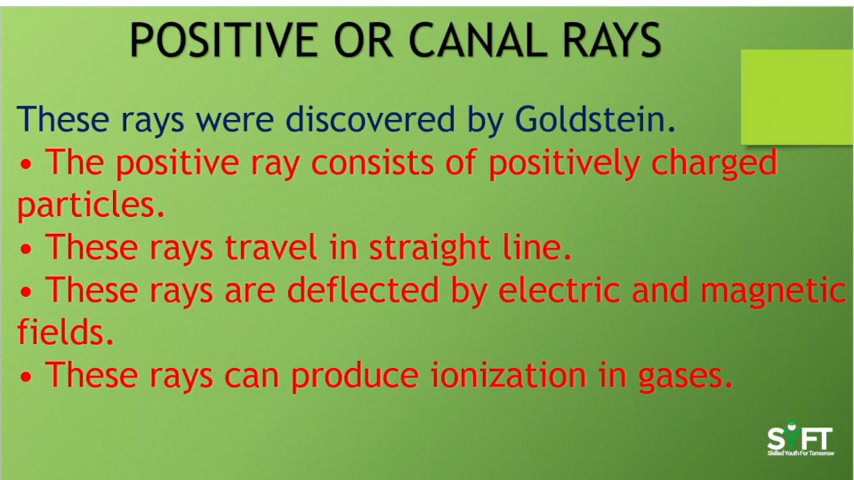 POSITIVE OR CANAL RAYS
These rays were discovered by Goldstein.
• The positive ray consists of positively charged
particles.
• These rays travel in straight line.
• These rays are deflected by electric and magnetic
fields.
• These rays can produce ionization in gases.
SYFT
Skilled Youth For Tomorrow